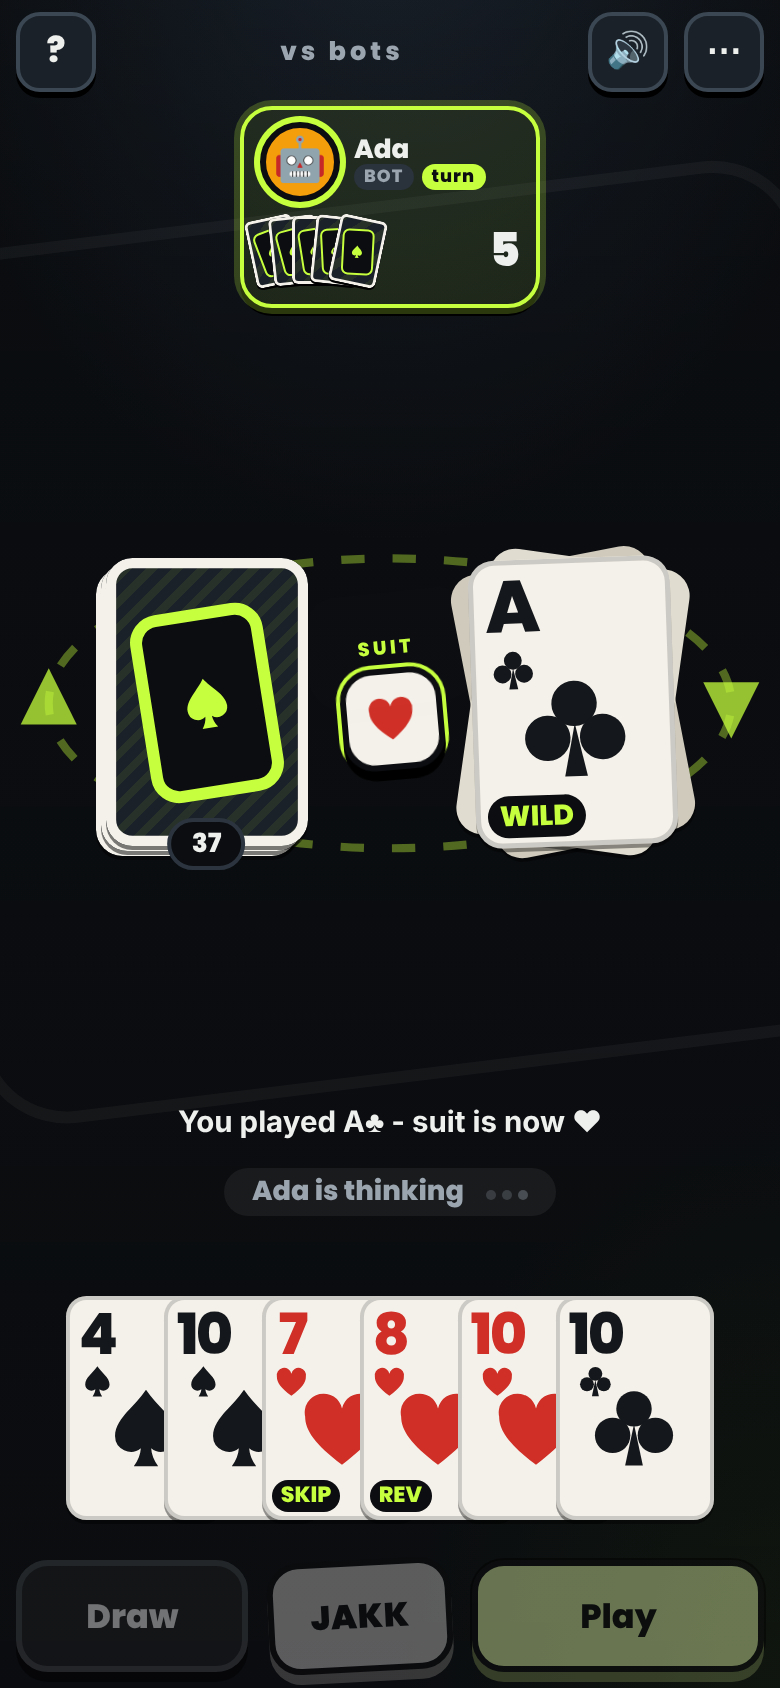 ?
vs bots
...
Ada
BOT turn
5
SUIT
A
WILD
37
You played A♣ - suit is now ♥
Ada is thinking ...
4 10 7 8 10 10
SKIP REV
Draw JAKK Play